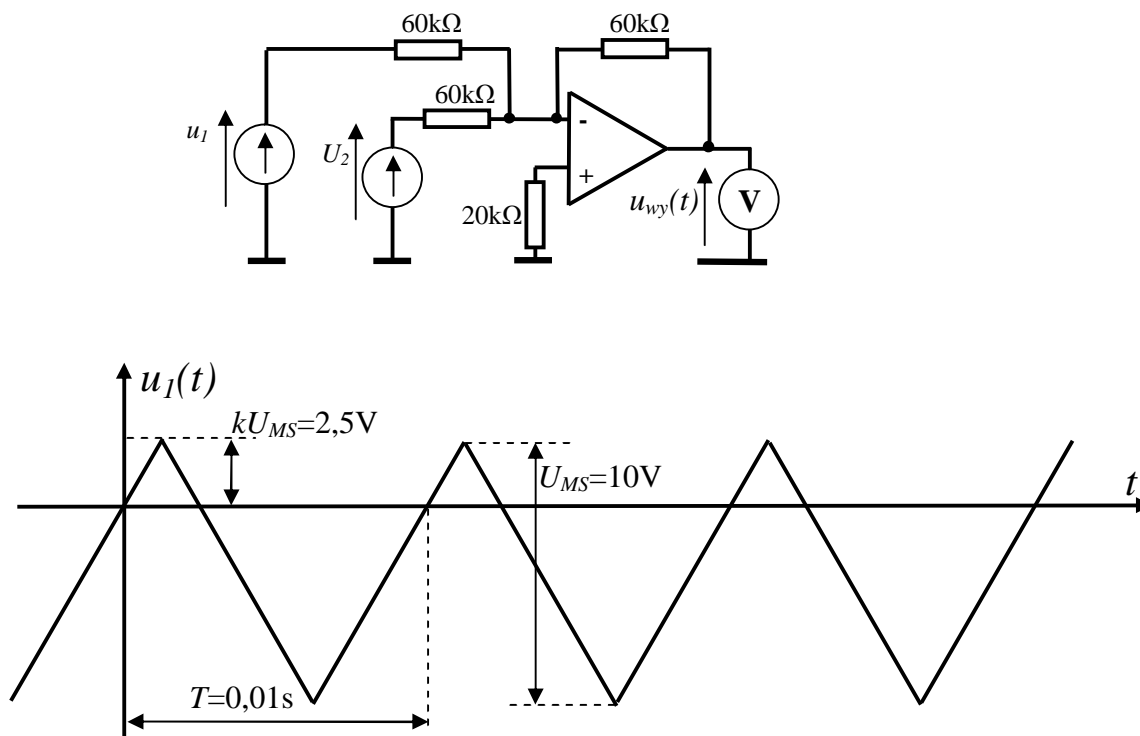 60kΩ
60kΩ
60kΩ
u1
U2
-
+
20kΩ
uwy(t)
V
u1(t)
kUMS=2,5V
UMS=10V
t
T=0,01s